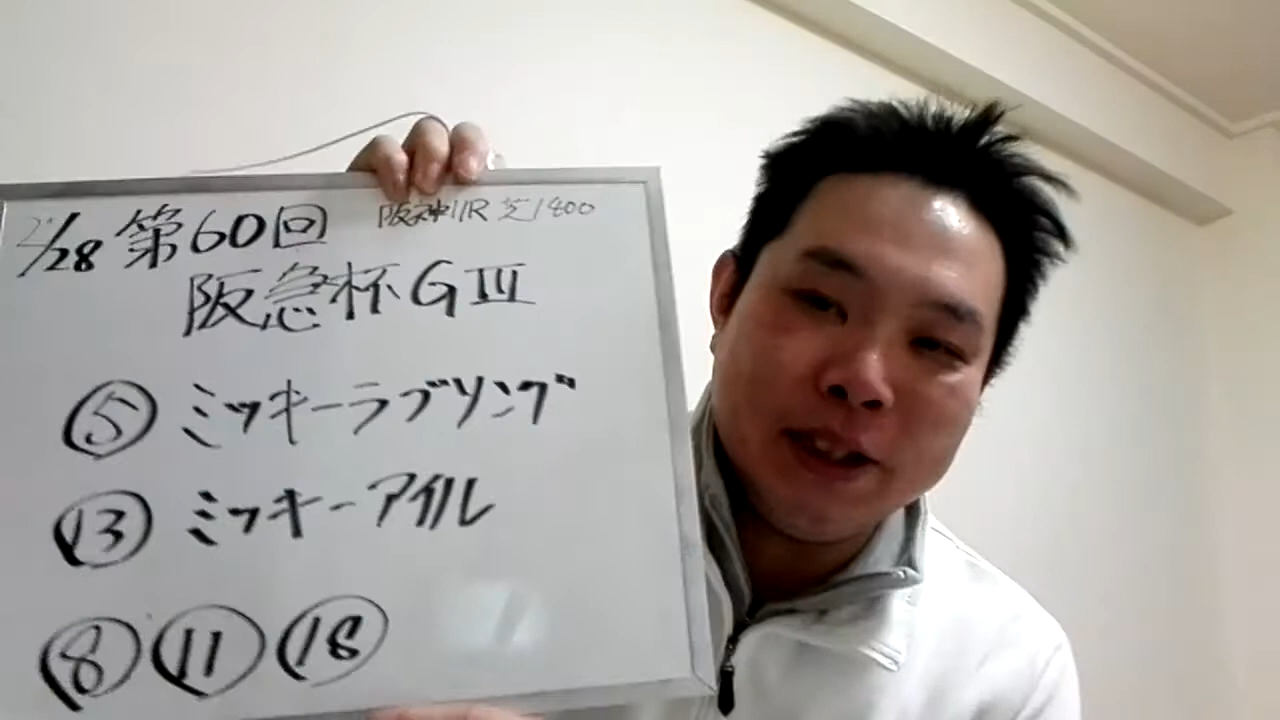 2/28 第60回 阪神11R 芝1400
阪急杯GIII
⑤ ミッキーラブソング
⑬ ミッキーアイル
⑧ ⑪ ⑱